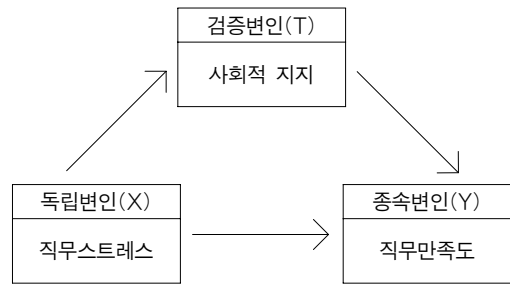 검증변인(T)
사회적 지지
독립변인(X)
직무스트레스
종속변인(Y)
직무만족도